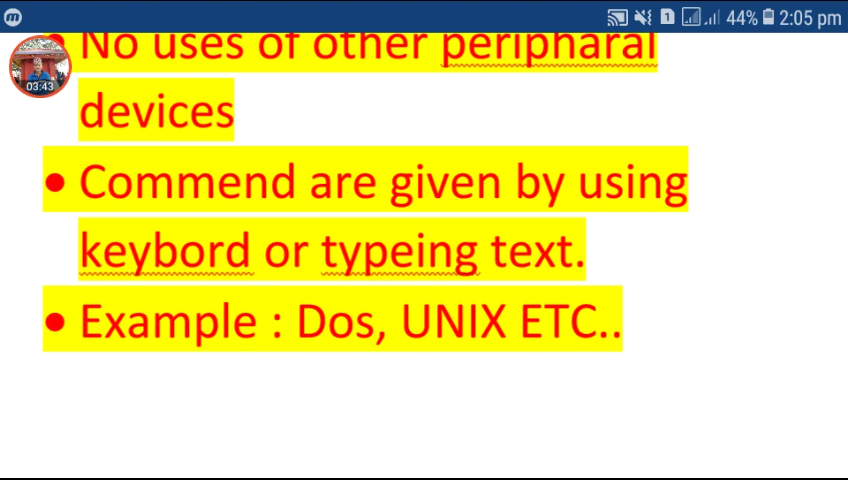 44% 2:05 pm
• No uses of other peripharal
03:43
devices
• Commend are given by using
keybord or typeing text.
• Example : Dos, UNIX ETC..